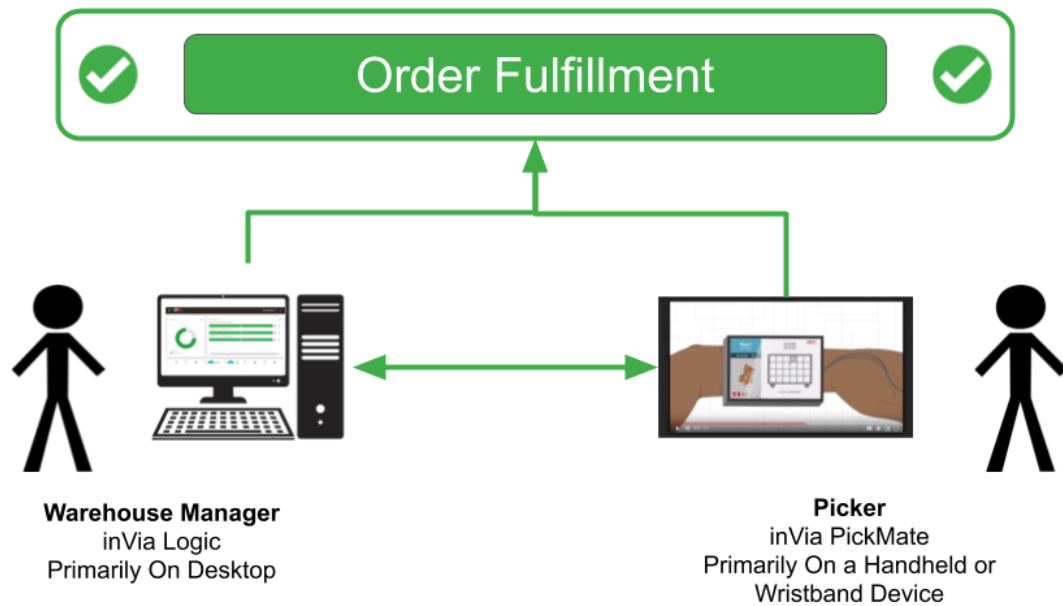 Order Fulfillment
Warehouse Manager
inVia Logic
Primarily On Desktop
Picker
inVia PickMate
Primarily On a Handheld or
Wristband Device